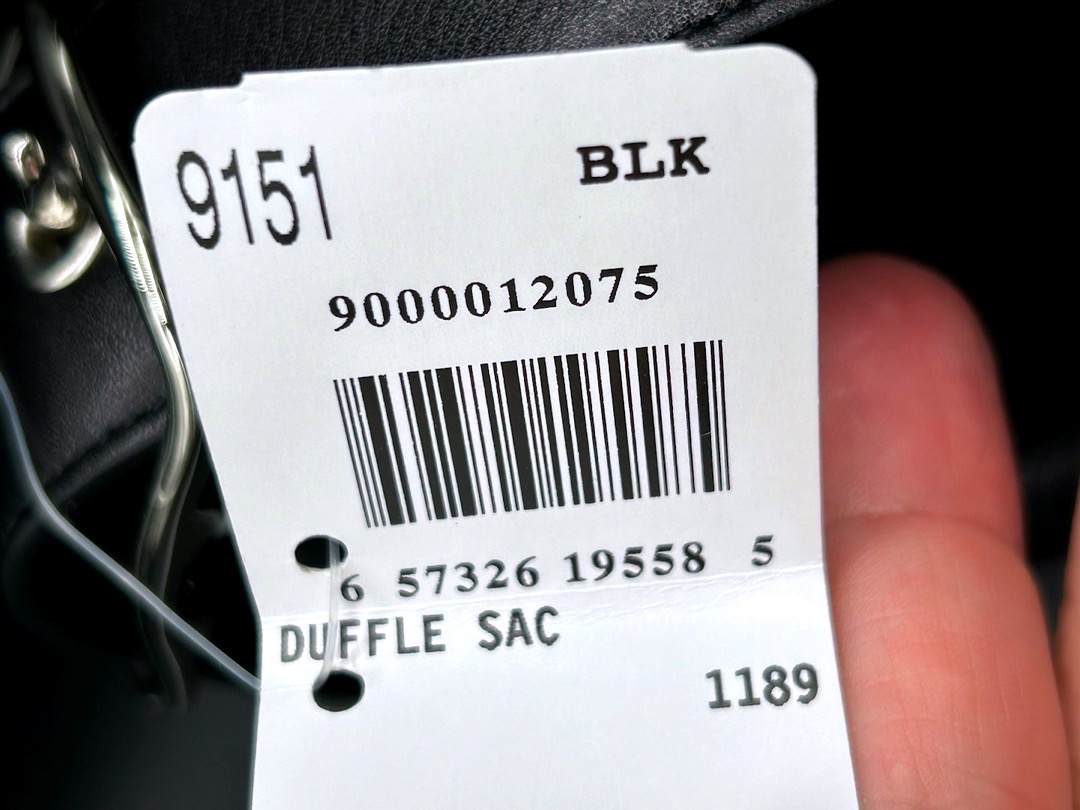 9151 BLK
9000012075
6 57326 19558 5
DUFFLE SAC
1189